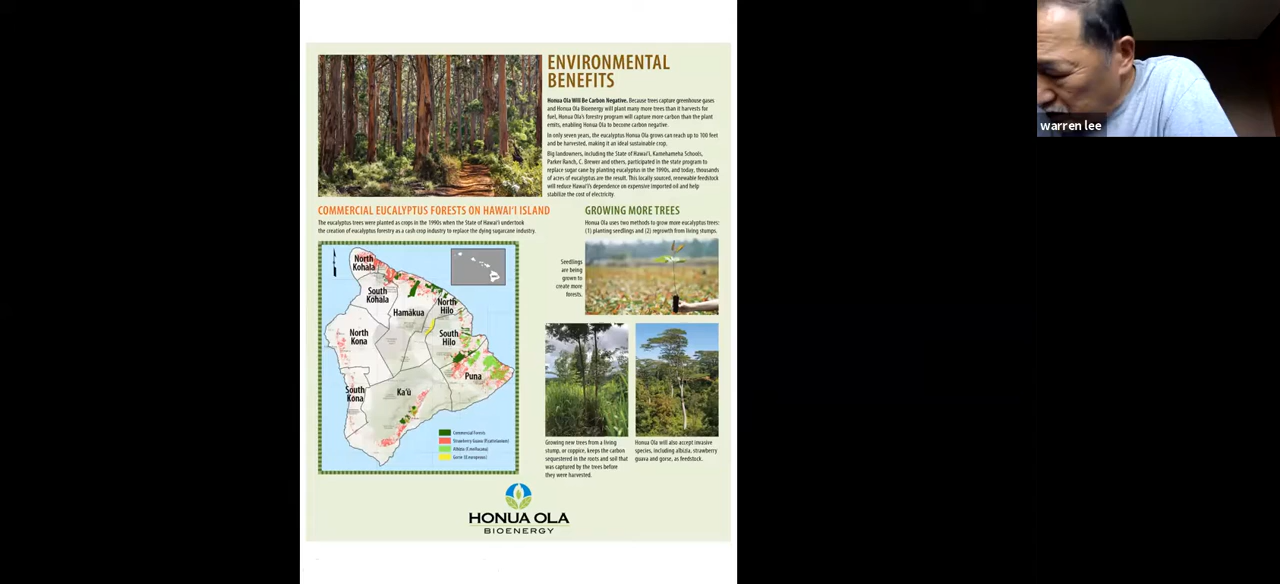 ENVIRONMENTAL
BENEFITS
Honua Ola Will Be Carbon Negative. Because trees capture greenhouse gases
and Honua Ola Bioenergy will plant many more trees than it harvests for
fuel, Honua Ola's forestry program will capture more carbon than the plant
emits, enabling Honua Ola to become carbon negative.
In only seven years, the eucalyptus Honua Ola grows can reach up to 100 feet
and be harvested, making it an ideal sustainable crop.
Big landowners, including the State of Hawai'i, Kamehameha Schools,
Parker Ranch, C. Brewer and others, participated in the state program to
replace sugar cane by planting eucalyptus in the 1990s, and today, thousands
of acres of eucalyptus are the result. This locally sourced, renewable feedstock
will reduce Hawai'i's dependence on expensive imported oil and help
stabilize the cost of electricity.
COMMERCIAL EUCALYPTUS FORESTS ON HAWAI'I ISLAND
The eucalyptus trees were planted as crops in the 1990s when the State of Hawai'i undertook
the creation of eucalyptus forestry as a cash crop industry to replace the dying sugarcane industry.
North
Kohala
South
Kohala
Hamākua
North
Hilo
North
Kona
South
Hilo
Puna
South
Kona
Ka'ū
Commercial Forests
Strawberry Guava
Albizia
Gorse
GROWING MORE TREES
Honua Ola uses two methods to grow more eucalyptus trees:
(1) planting seedlings and (2) regrowth from living stumps.
Seedlings
are being
grown to
create more
forests.
Growing new trees from a living
stump, or coppice, keeps the carbon
sequestered in the roots and soil that
was captured by the trees before
they were harvested.
Honua Ola will also accept invasive
species, including albizia, strawberry
guava and gorse, as feedstock.
HONUA OLA
BIOENERGY
warren lee